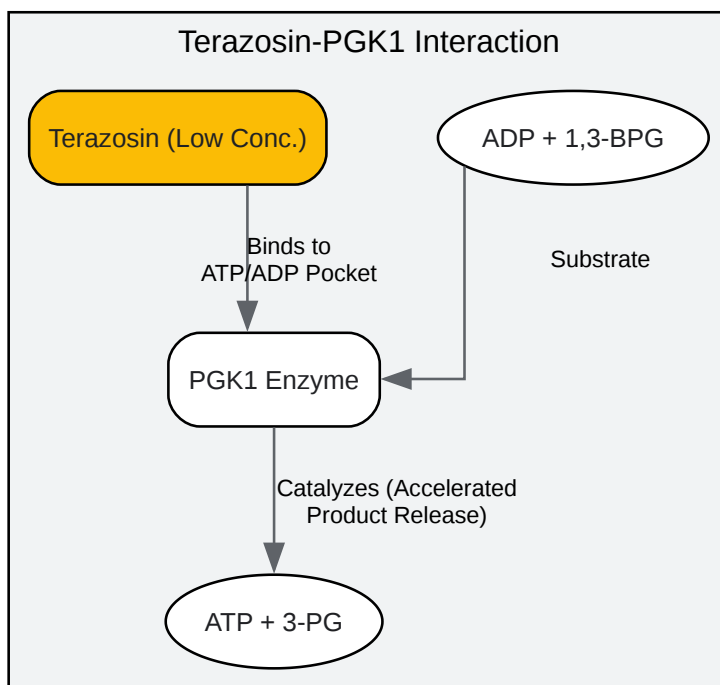 Terazosin-PGK1 Interaction
Terazosin (Low Conc.)
ADP + 1,3-BPG
Binds to
ATP/ADP Pocket
Substrate
PGK1 Enzyme
Catalyzes (Accelerated
Product Release)
ATP + 3-PG